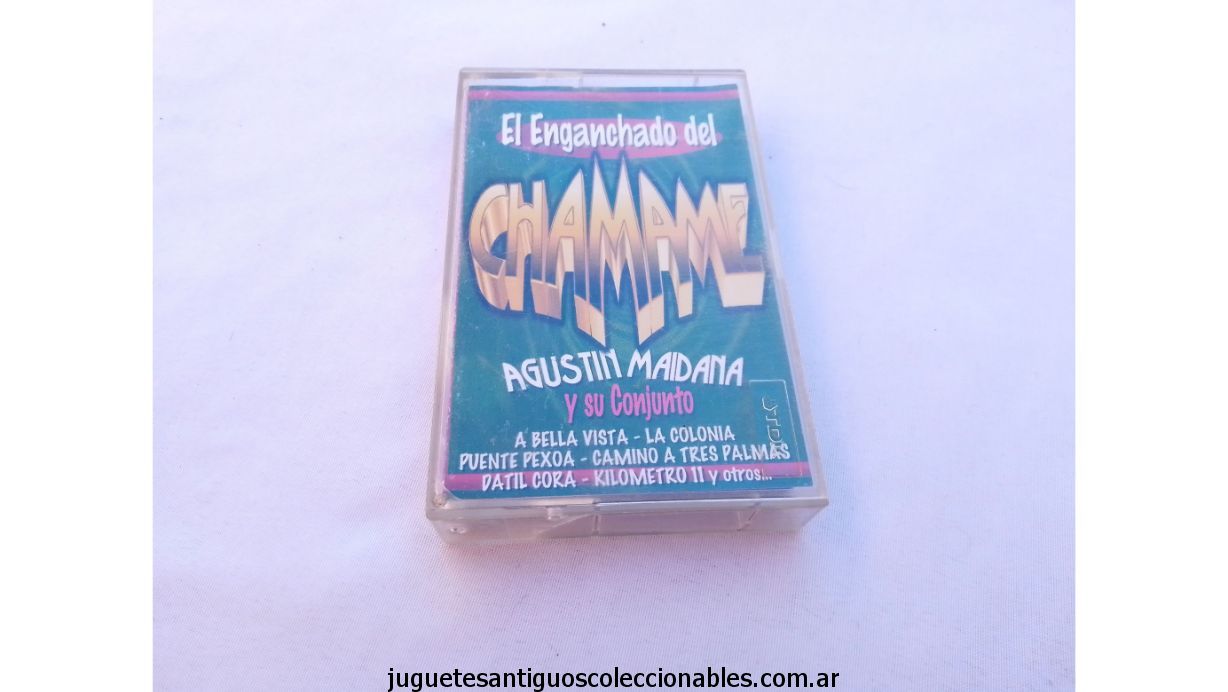 El Enganchado del
CHAMAME
AGUSTIN MAIDANA
y su Conjunto
A BELLA VISTA - LA COLONIA
PUENTE PEXOA - CAMINO A TRES PALMAS
DATIL CORA - KILOMETRO 11 y otros...
juguetesantiguoscoleccionables.com.ar